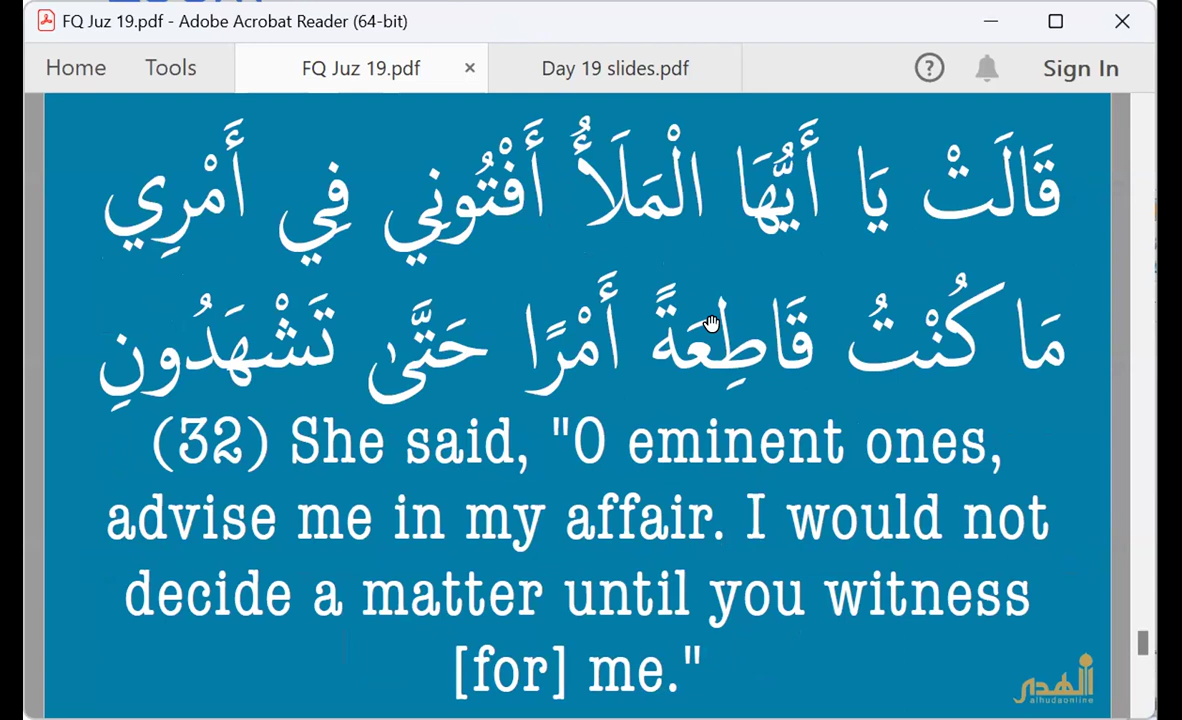 FQ Juz 19.pdf - Adobe Acrobat Reader (64-bit)
Home Tools FQ Juz 19.pdf × Day 19 slides.pdf ? Sign In
قَالَتْ يَا أَيُّهَا الْمَلَأُ أَفْتُونِي فِي أَمْرِي
مَا كُنْتُ قَاطِعَةً أَمْرًا حَتَّىٰ تَشْهَدُونِ
(32) She said, "O eminent ones,
advise me in my affair. I would not
decide a matter until you witness
[for] me."
الهدى
alhudaonline